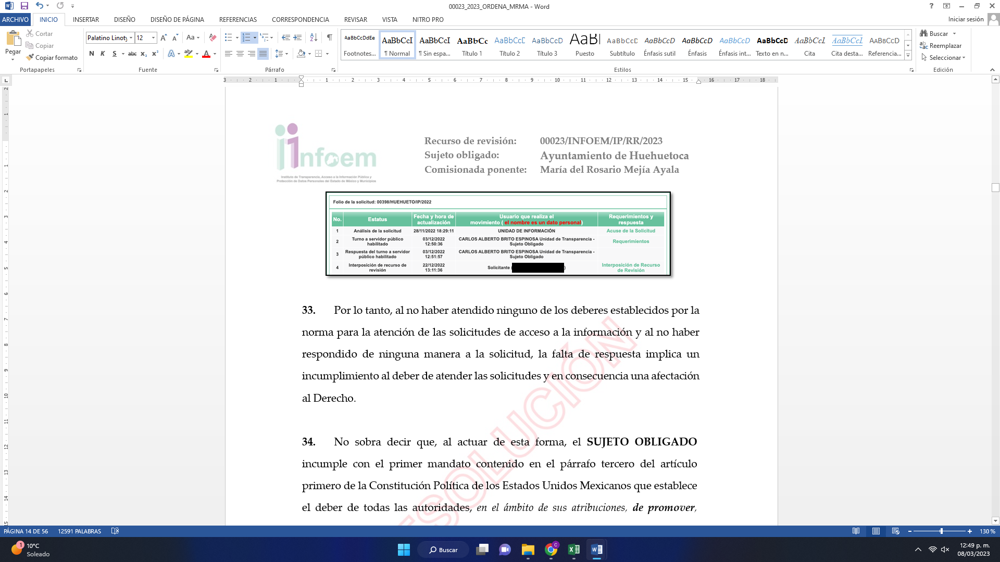 00023_2023_ORDENA_MRMA - Word
ARCHIVO INICIO INSERTAR DISEÑO DISEÑO DE PÁGINA REFERENCIAS CORRESPONDENCIA REVISAR VISTA NITRO PRO
Iniciar sesión
Pegar
Cortar
Copiar
Copiar formato
Portapapeles
Palatino Linoty 12
Fuente
Párrafo
AaBbCcDdEe AaBbCcI AaBbCcI AaBbCc AaBbCcD AaBbCcD AaBl AaBbCcD AaBbCcD AaBbCcD AaBbCcD AaBbCcD AaBbCcI AaBbCcI AaBbCcD
Footnotes... ¶ Normal ¶ Sin espa... Título 1 Título 2 Título 3 Puesto Subtítulo Énfasis sutil Énfasis Énfasis int... Texto en n... Cita Cita desta... Referencia...
Estilos
Buscar
Reemplazar
Seleccionar
Edición
3 2 1 1 2 3 4 5 6 7 8 9 10 11 12 13 14 15 16 17 18
infoem
Instituto de Transparencia, Acceso a la Información Pública y
Protección de Datos Personales del Estado de México y Municipios
Recurso de revisión: 00023/INFOEM/IP/RR/2023
Sujeto obligado: Ayuntamiento de Huehuetoca
Comisionada ponente: María del Rosario Mejía Ayala
Folio de la solicitud: 00398/HUEHUETO/IP/2022
No. Estatus Fecha y hora de actualización Usuario que realiza el movimiento ( el nombre es un dato personal) Requerimientos y respuesta
1 Análisis de la solicitud 28/11/2022 18:29:11 UNIDAD DE INFORMACIÓN Acuse de la Solicitud
2 Turno a servidor público habilitado 03/12/2022 12:50:36 CARLOS ALBERTO BRITO ESPINOSA Unidad de Transparencia - Sujeto Obligado Requerimientos
3 Respuesta del turno a servidor público habilitado 03/12/2022 12:51:57 CARLOS ALBERTO BRITO ESPINOSA Unidad de Transparencia - Sujeto Obligado
4 Interposición de recurso de revisión 22/12/2022 13:11:36 Solicitante ( ) Interposición de Recurso de Revisión
33. Por lo tanto, al no haber atendido ninguno de los deberes establecidos por la
norma para la atención de las solicitudes de acceso a la información y al no haber
respondido de ninguna manera a la solicitud, la falta de respuesta implica un
incumplimiento al deber de atender las solicitudes y en consecuencia una afectación
al Derecho.
34. No sobra decir que, al actuar de esta forma, el SUJETO OBLIGADO
incumple con el primer mandato contenido en el párrafo tercero del artículo
primero de la Constitución Política de los Estados Unidos Mexicanos que establece
el deber de todas las autoridades, en el ámbito de sus atribuciones, de promover,
ESOLUCIÓN
PÁGINA 14 DE 56 12591 PALABRAS
130 %
1
10°C
Soleado
Buscar
12:49 p. m.
08/03/2023